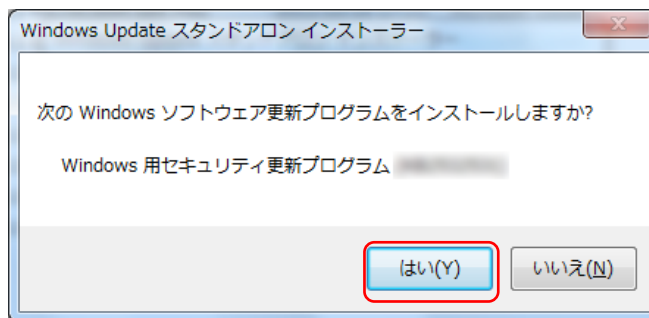 Windows Update スタンドアロン インストーラー
次の Windows ソフトウェア更新プログラムをインストールしますか?
Windows 用セキュリティ更新プログラム
はい(Y)
いいえ(N)